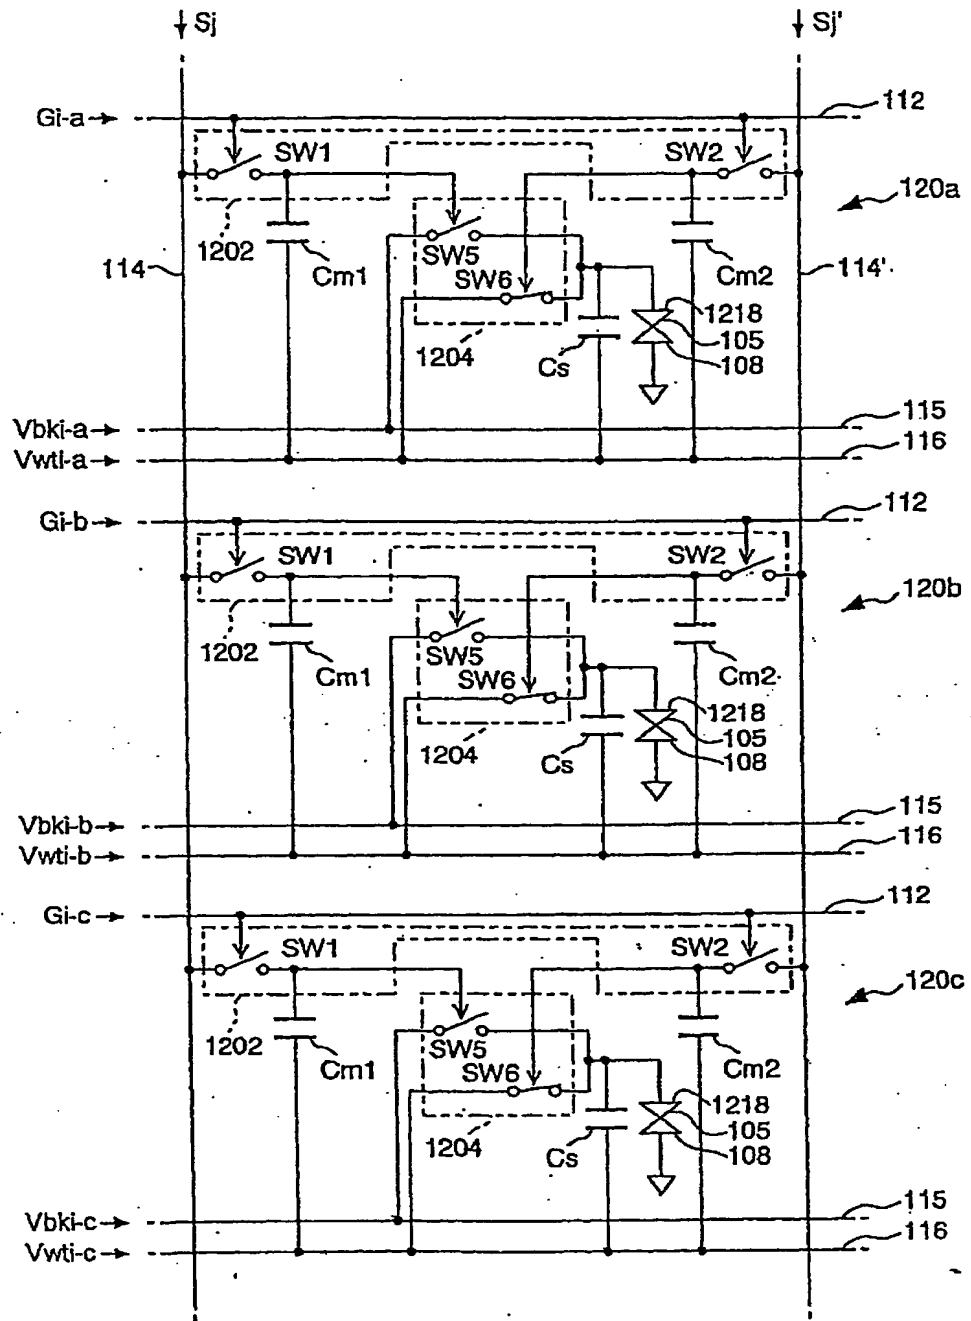 Sj
Sj'
Gi-a
112
SW1
SW2
120a
1202
SW5
114
Cm1
SW6
Cm2
114'
1218
105
1204
Cs
108
Vbki-a
115
Vwti-a
116
Gi-b
112
SW1
SW2
120b
1202
SW5
Cm1
SW6
Cm2
1218
105
1204
Cs
108
Vbki-b
115
Vwti-b
116
Gi-c
112
SW1
SW2
120c
1202
SW5
Cm1
SW6
Cm2
1218
105
1204
Cs
108
Vbki-c
115
Vwti-c
116